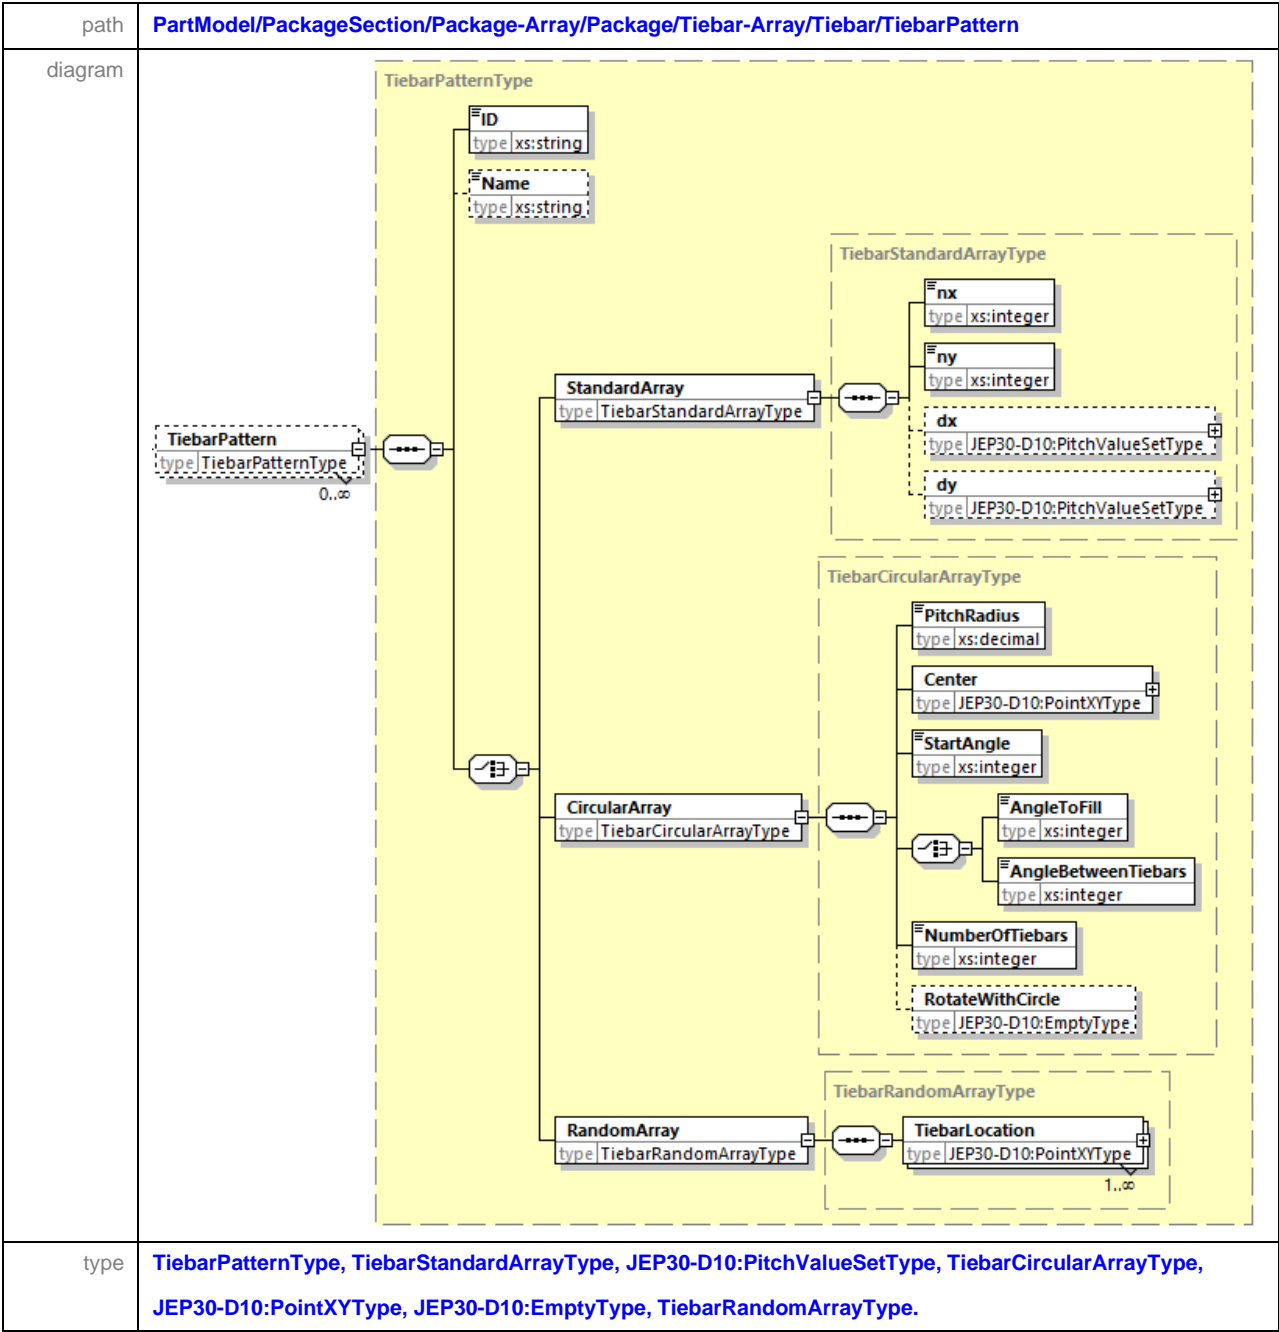 path PartModel/PackageSection/Package-Array/Package/Tiebar-Array/Tiebar/TiebarPattern
diagram
TiebarPatternType
ID
type xs:string
Name
type xs:string
TiebarStandardArrayType
nx
type xs:integer
ny
type xs:integer
StandardArray
type TiebarStandardArrayType
dx
type JEP30-D10:PitchValueSetType
TiebarPattern
type TiebarPatternType
0..∞
dy
type JEP30-D10:PitchValueSetType
TiebarCircularArrayType
PitchRadius
type xs:decimal
Center
type JEP30-D10:PointXYType
StartAngle
type xs:integer
CircularArray
type TiebarCircularArrayType
AngleToFill
type xs:integer
AngleBetweenTiebars
type xs:integer
NumberOfTiebars
type xs:integer
RotateWithCircle
type JEP30-D10:EmptyType
TiebarRandomArrayType
RandomArray
type TiebarRandomArrayType
TiebarLocation
type JEP30-D10:PointXYType
1..∞
type TiebarPatternType, TiebarStandardArrayType, JEP30-D10:PitchValueSetType, TiebarCircularArrayType,
JEP30-D10:PointXYType, JEP30-D10:EmptyType, TiebarRandomArrayType.